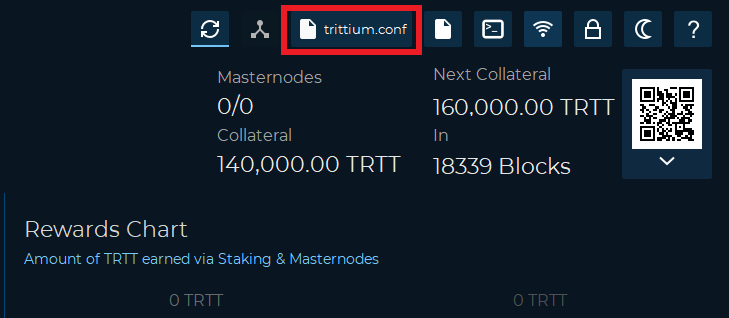 trittium.conf
Masternodes
0/0
Collateral
140,000.00 TRTT
Next Collateral
160,000.00 TRTT
In
18339 Blocks
Rewards Chart
Amount of TRTT earned via Staking & Masternodes
0 TRTT
0 TRTT